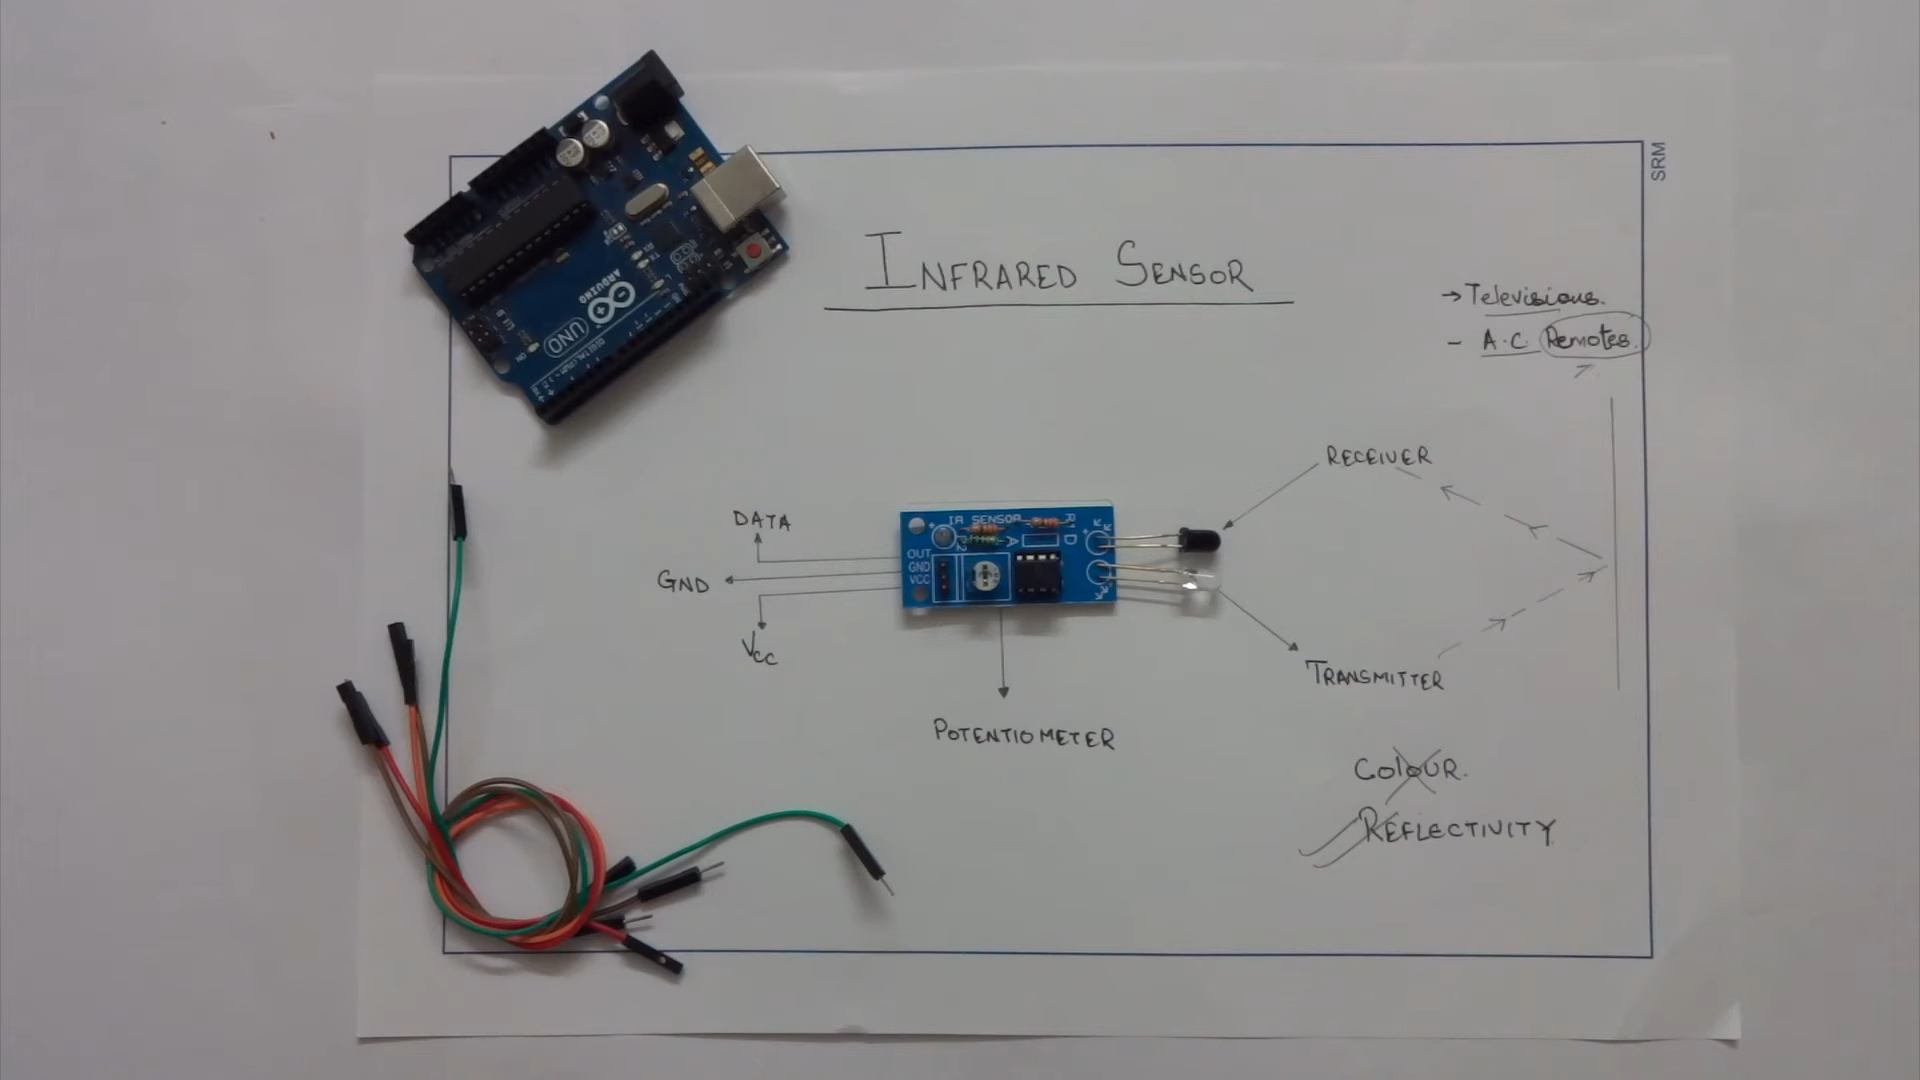 SRM
INFRARED SENSOR
→ Televisions.
- A.C. Remotes.
ARDUINO
UNO
RECEIVER
DATA
GND
VCC
IR SENSOR
R1
D
A
OUT
GND
VCC
TRANSMITTER
POTENTIOMETER
COLOUR.
REFLECTIVITY